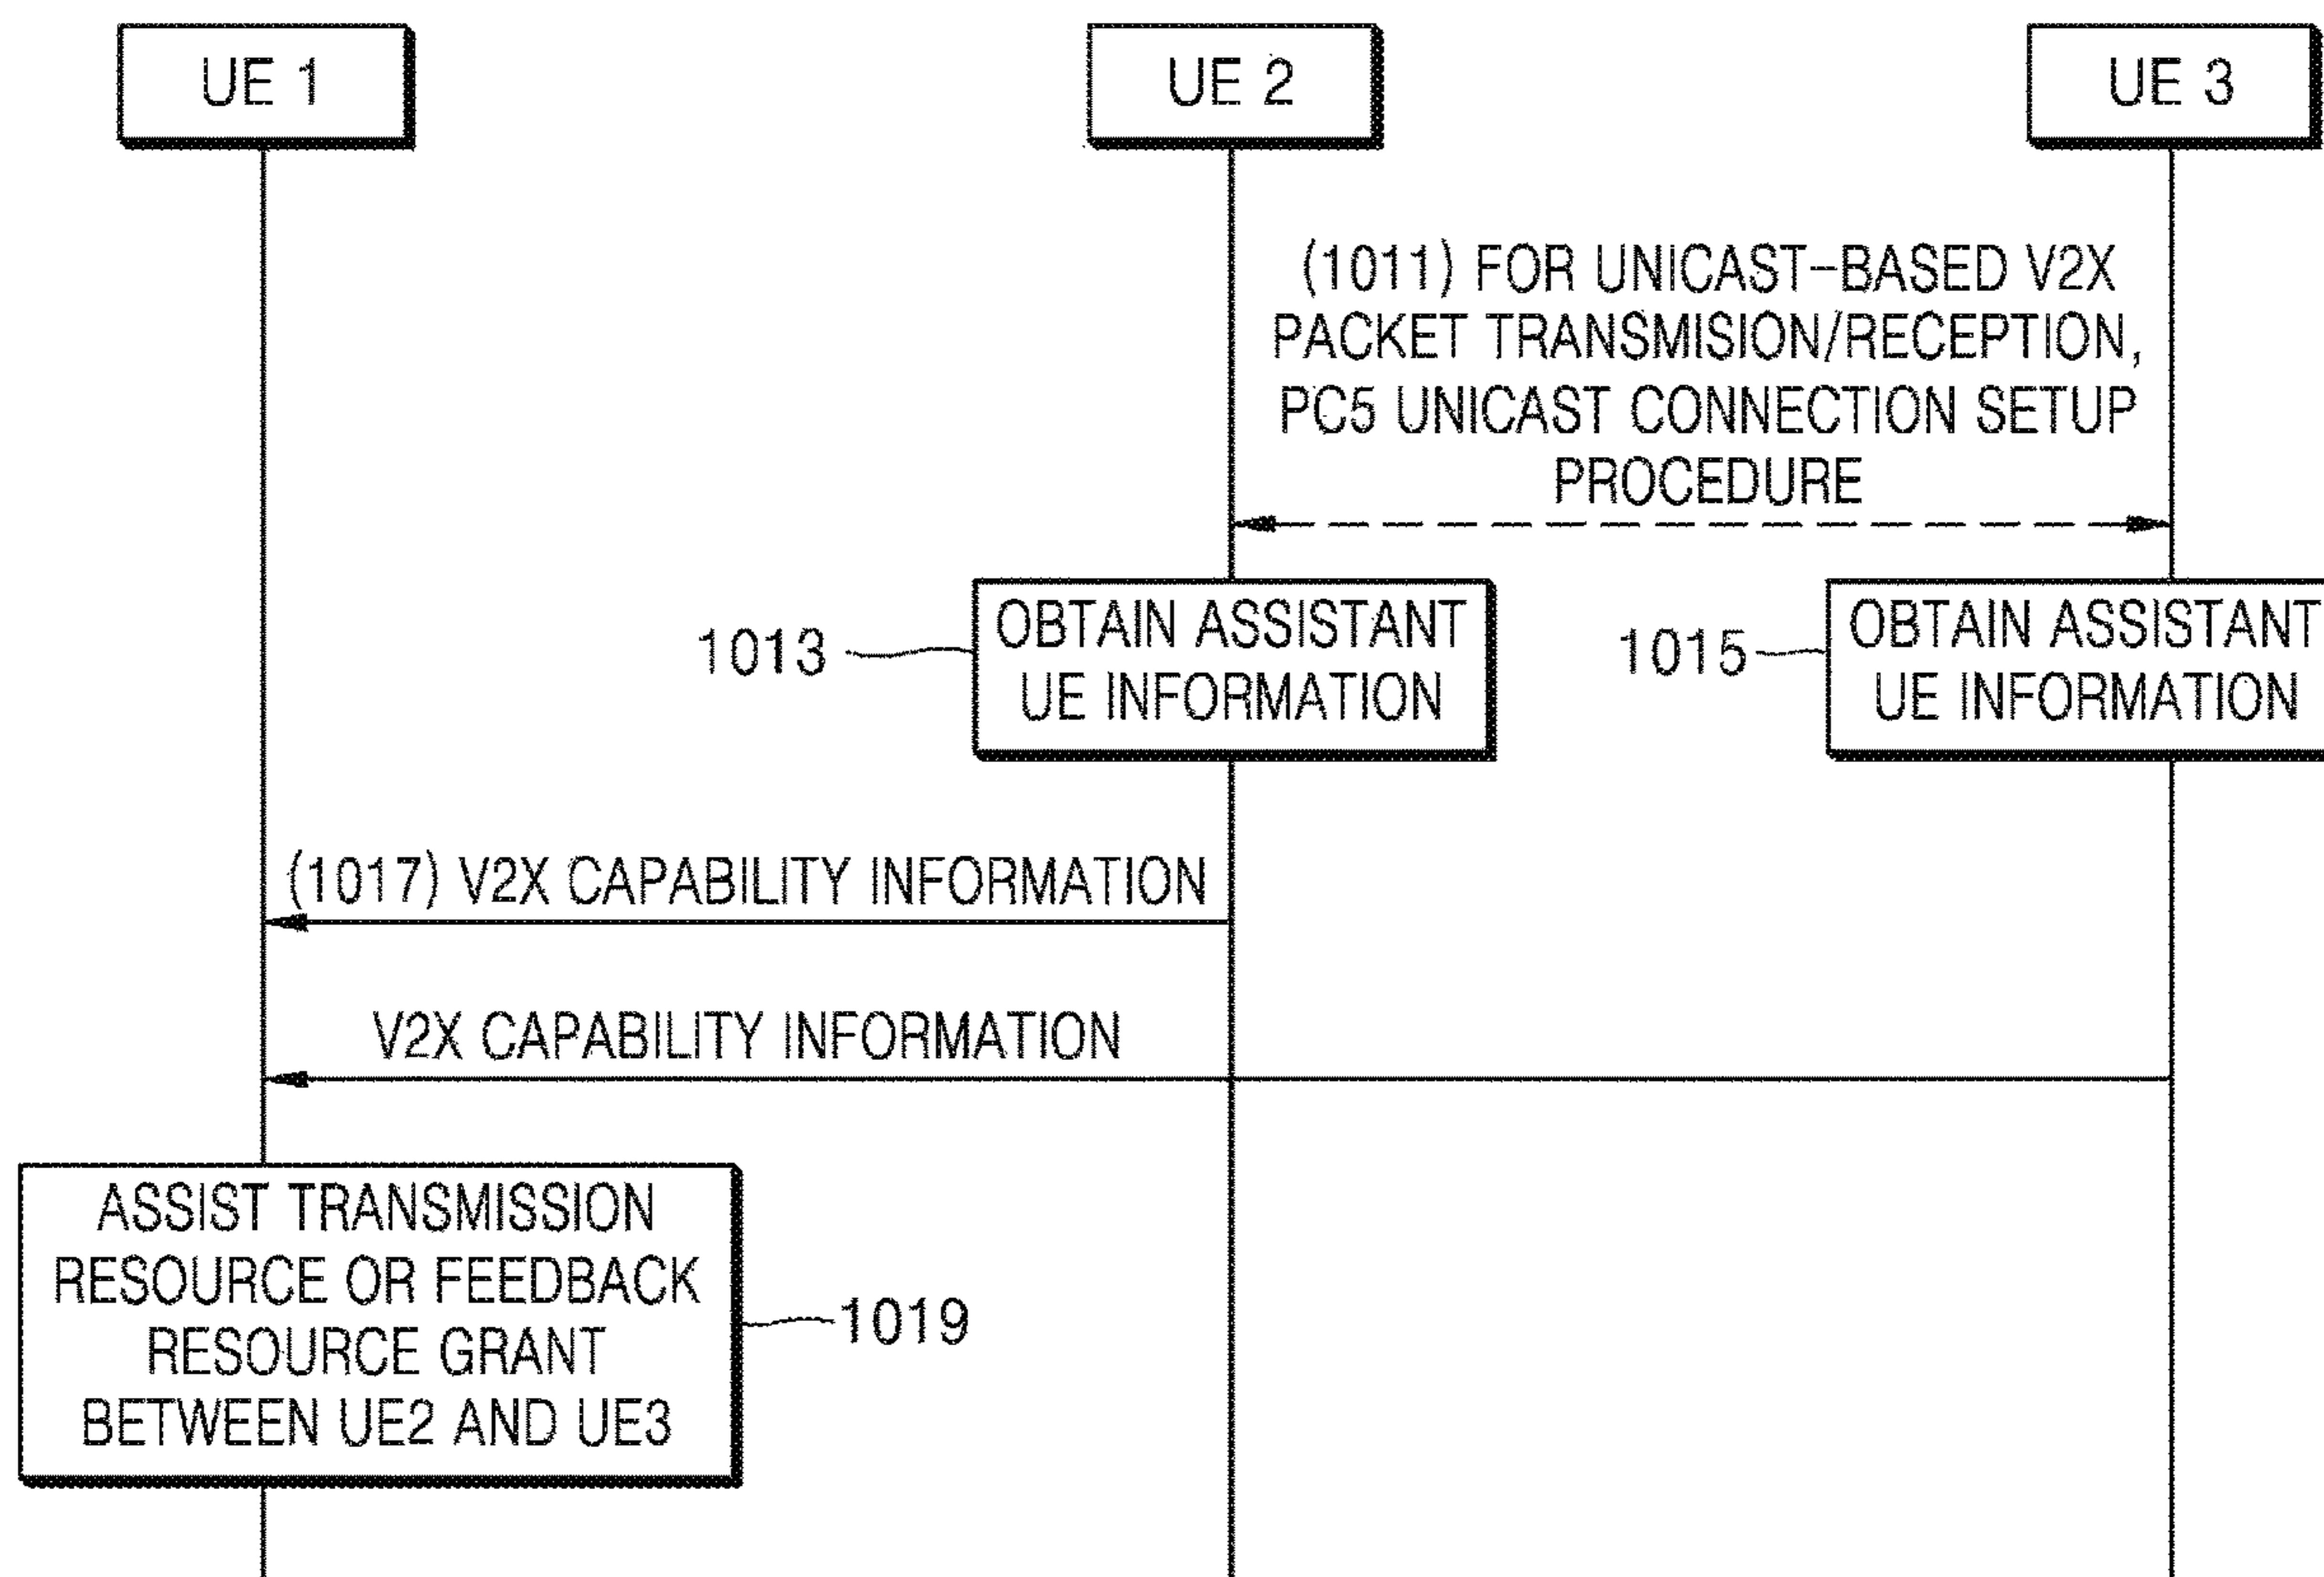 UE 1
UE 2
UE 3
(1011) FOR UNICAST-BASED V2X
PACKET TRANSMISION/RECEPTION,
PC5 UNICAST CONNECTION SETUP
PROCEDURE
1013
OBTAIN ASSISTANT
UE INFORMATION
1015
OBTAIN ASSISTANT
UE INFORMATION
(1017) V2X CAPABILITY INFORMATION
V2X CAPABILITY INFORMATION
ASSIST TRANSMISSION
RESOURCE OR FEEDBACK
RESOURCE GRANT
BETWEEN UE2 AND UE3
1019